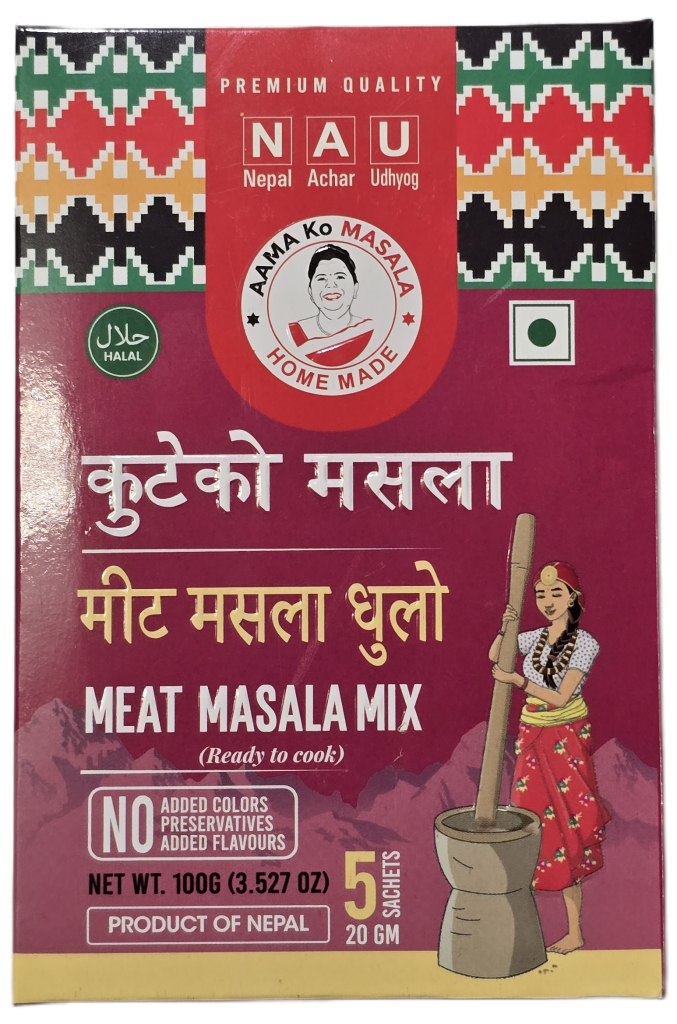 PREMIUM QUALITY
N A U
Nepal Achar Udhyog
AAMA Ko MASALA
HOME MADE
حلال
HALAL
कुटेको मसला
मीट मसला धुलो
MEAT MASALA MIX
(Ready to cook)
NO
ADDED COLORS
PRESERVATIVES
ADDED FLAVOURS
NET WT. 100G (3.527 OZ)
PRODUCT OF NEPAL
5 SACHETS
20 GM